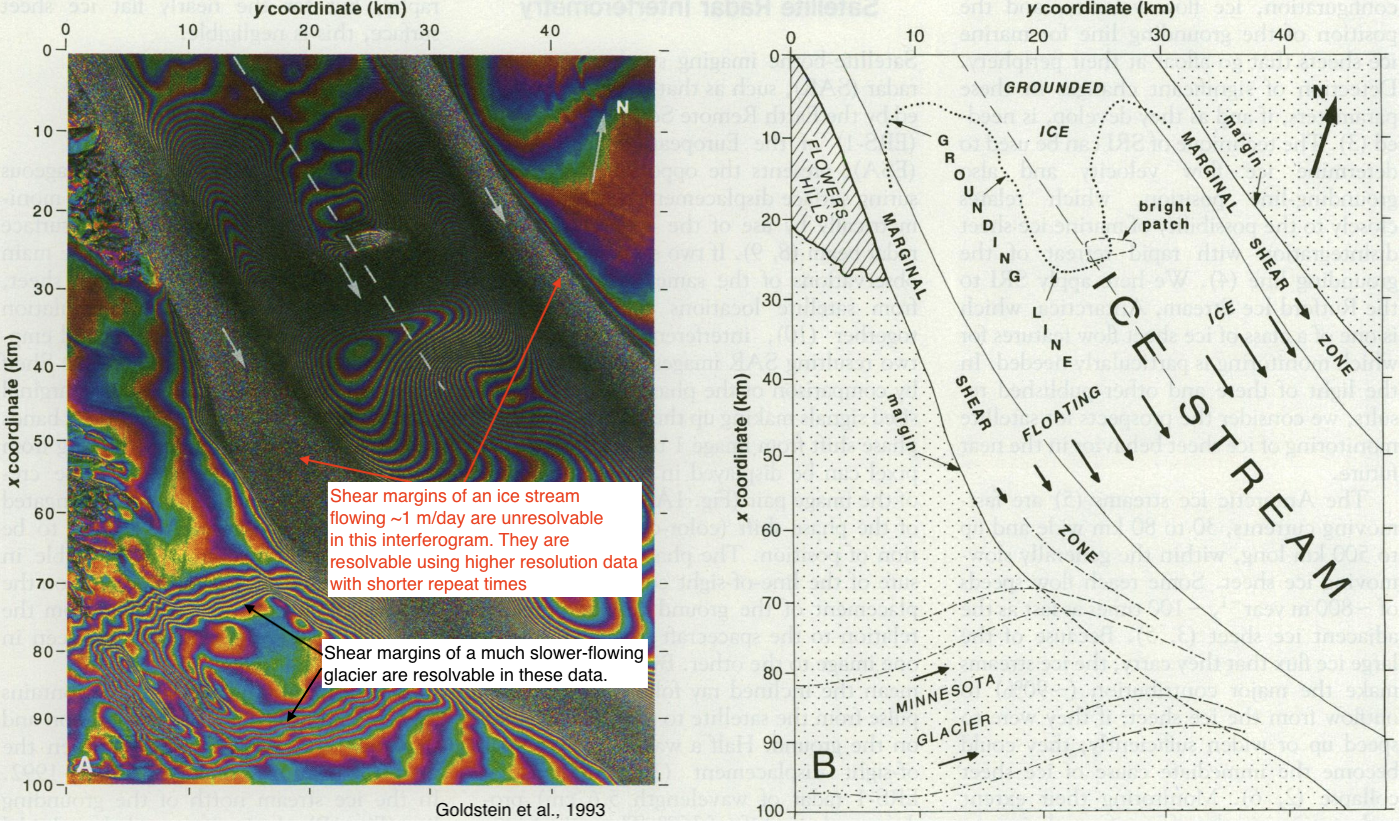 y coordinate (km)
0
10
20
30
40
x coordinate (km)
0
10
20
30
40
50
60
70
80
90
100
N
Shear margins of an ice stream
flowing ~1 m/day are unresolvable
in this interferogram. They are
resolvable using higher resolution data
with shorter repeat times
Shear margins of a much slower-flowing
glacier are resolvable in these data.
A
Goldstein et al., 1993
y coordinate (km)
0
10
20
30
40
x coordinate (km)
0
10
20
30
40
50
60
70
80
90
100
N
GROUNDED
ICE
FLOWERS
HILLS
GROUNDING
LINE
MARGINAL
SHEAR
ZONE
margin
MARGINAL
SHEAR
ZONE
margin
bright
patch
ICE
STREAM
FLOATING
ICE
MINNESOTA
GLACIER
B